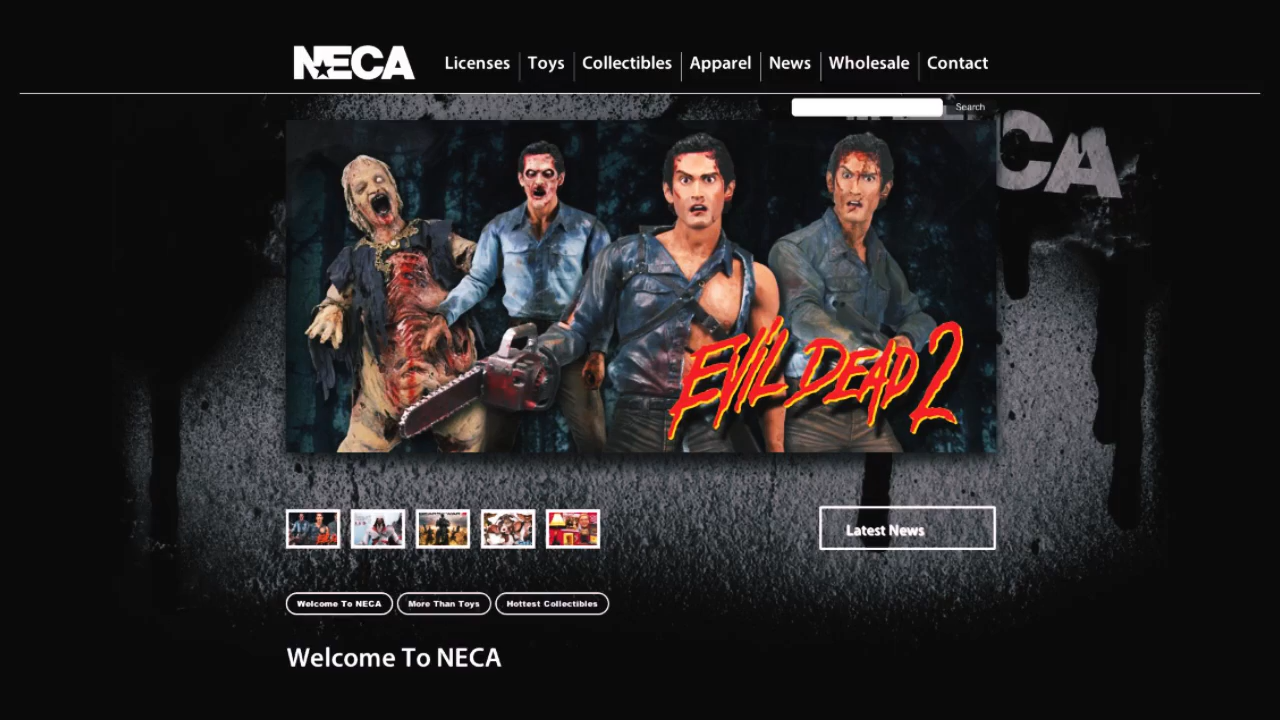 NECA
Licenses Toys Collectibles Apparel News Wholesale Contact
Search
CA
EVIL DEAD 2
Latest News
Welcome To NECA More Than Toys Hottest Collectibles
Welcome To NECA